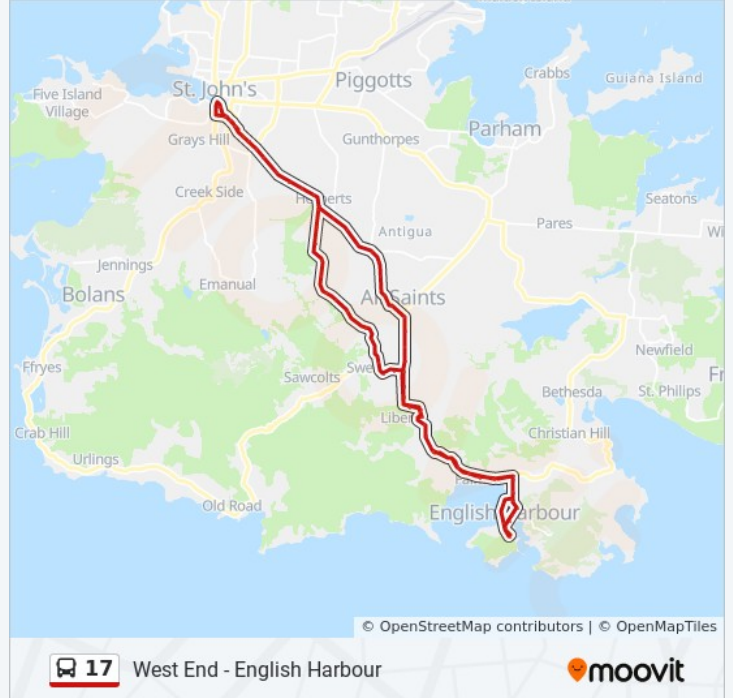 St. John's
Piggotts
Crabbs
Guiana Island
Five Island
Village
Parham
Grays Hill
Gunthorpes
Creek Side
Seatons
Antigua
Pares
Jennings
Emanual
Bolans
All Saints
Newfield
Ffryes
Sawcolts
Bethesda
St. Philips
Crab Hill
Christian Hill
Urlings
Old Road
English Harbour
© OpenStreetMap contributors | © OpenMapTiles
17 West End - English Harbour
moovit